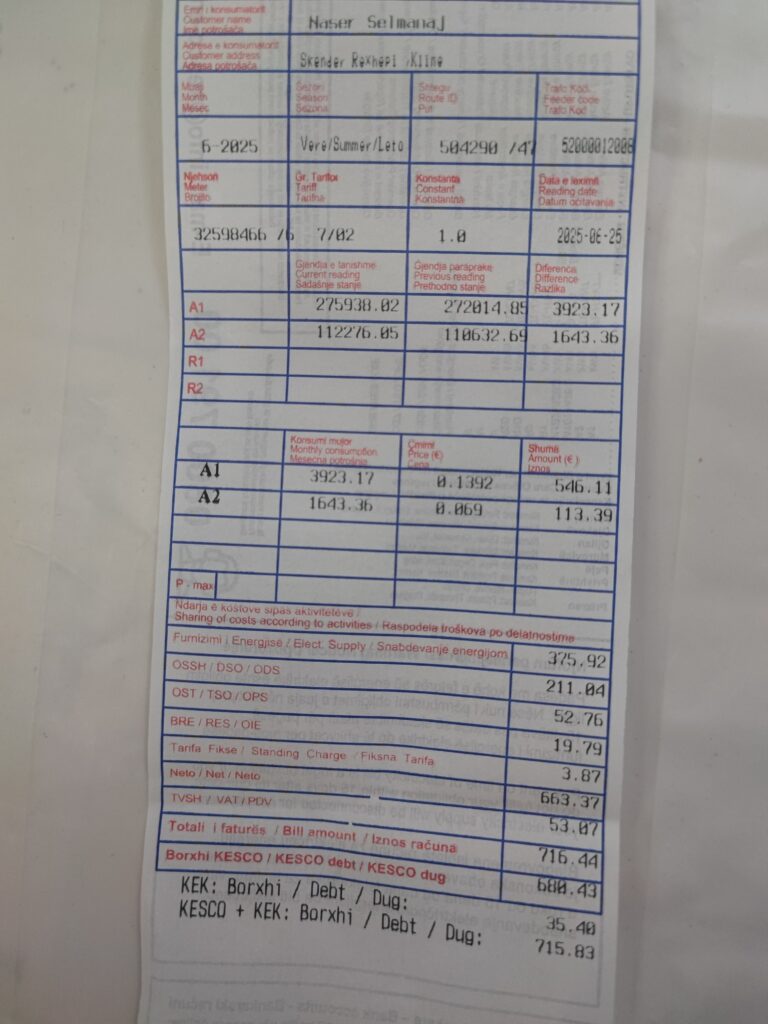 Emri i konsumatorit
Customer name
Ime potrošača
Naser Selmanaj
Adresa e konsumatorit
Customer address
Adresa potrošača
Skender Rexhepi ,Kline
Muaji
Month
Mesec
Sezoni
Season
Sezona
Shtegu
Route ID
Put
Trafo Kod
Feeder code
Trafo Kod
6-2025 Vere/Summer/Leto 504290 /47 52000012008
Njehsori
Meter
Brojilo
Gr. Tarifor
Tariff
Tarifna
Konstanta
Constant
Konstantna
Data e leximit
Reading date
Datum očitavanja
32598466 /6 7/02 1.0 2025-06-25
Gjendja e tanishme
Current reading
Sadašnje stanje
Gjendja paraprake
Previous reading
Prethodno stanje
Diferenca
Difference
Razlika
A1 275938.02 272014.85 3923.17
A2 112276.05 110632.69 1643.36
R1
R2
Konsumi mujor
Monthly consumption
Mesecna potrošnja
Çmimi
Price (€)
Cena
Shuma
Amount (€)
Iznos
A1 3923.17 0.1392 546.11
A2 1643.36 0.069 113.39
P - max
Ndarja e kostove sipas aktiviteteve /
Sharing of costs according to activities / Raspodela troškova po delatnostima
Furnizimi i Energjisë / Elect. Supply / Snabdevanje energijom 375.92
OSSH / DSO / ODS 211.04
OST / TSO / OPS 52.76
BRE / RES / OIE 19.79
Tarifa Fikse / Standing Charge / Fiksna Tarifa 3.87
Neto / Net / Neto 663.37
TVSH / VAT / PDV 53.07
Totali i faturës / Bill amount / Iznos računa 716.44
Borxhi KESCO / KESCO debt / KESCO dug 680.43
KEK: Borxhi / Debt / Dug: 35.40
KESCO + KEK: Borxhi / Debt / Dug: 715.83